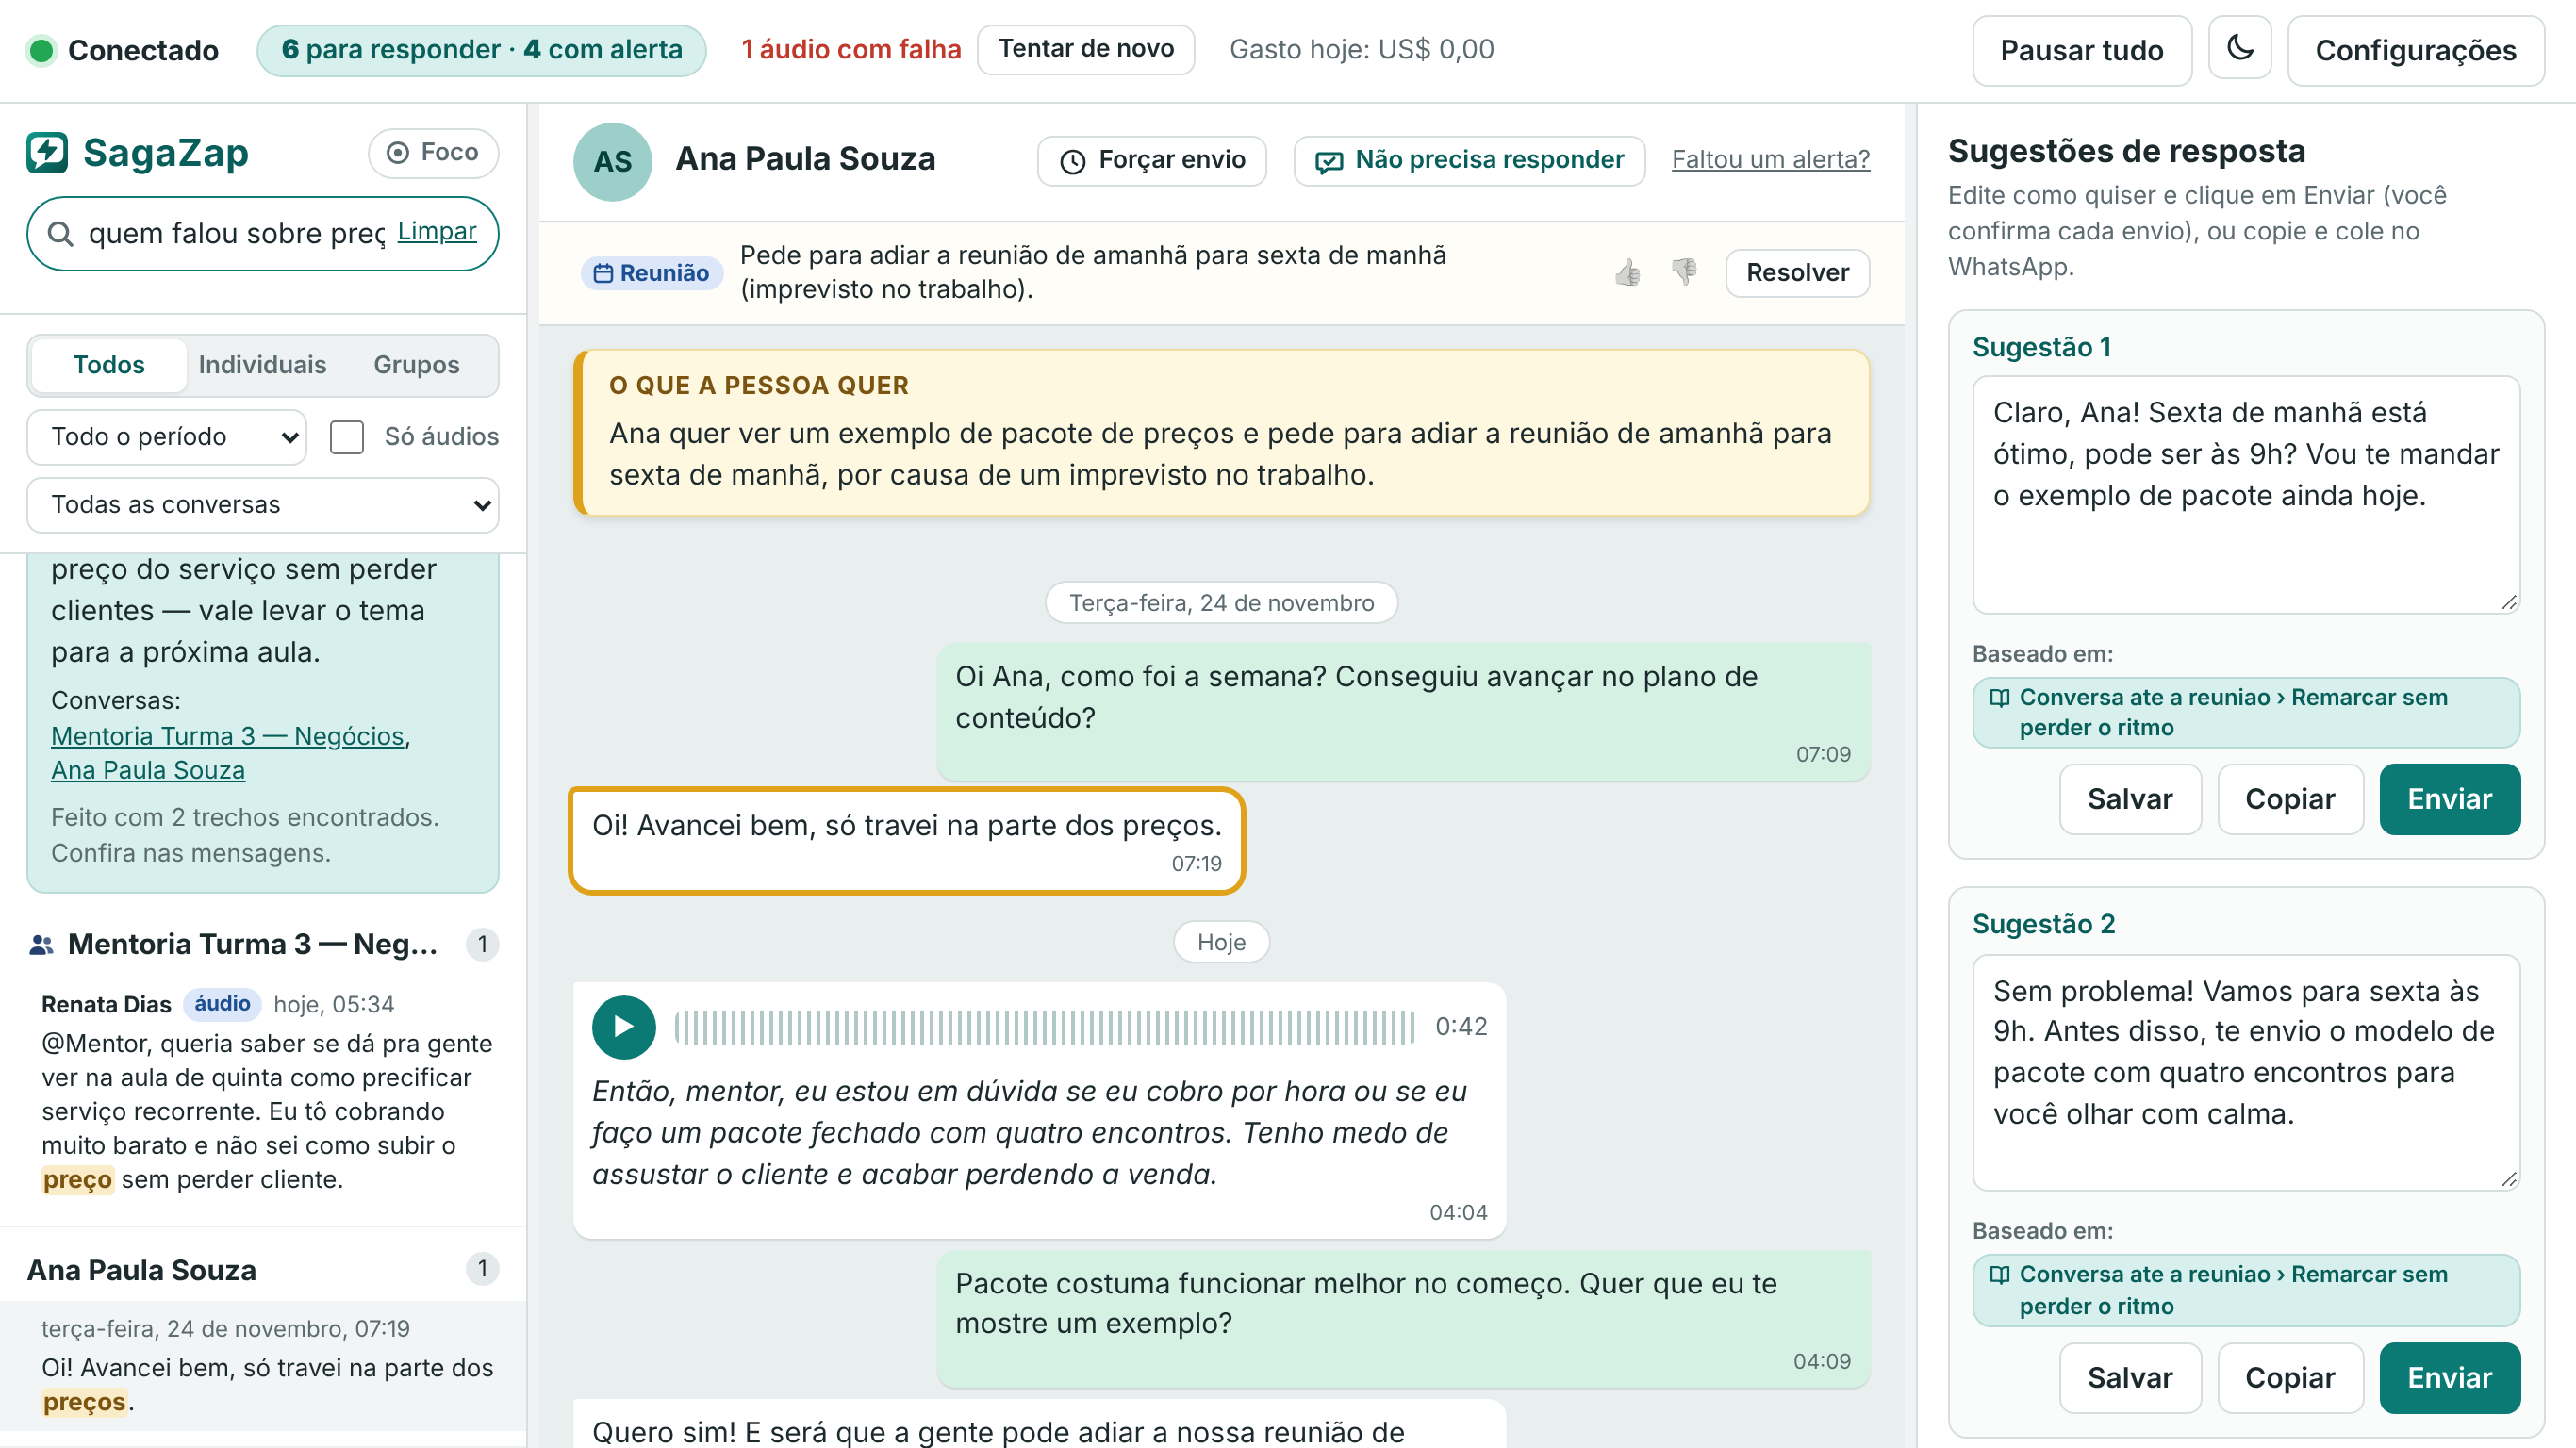 Conectado
6 para responder · 4 com alerta
1 áudio com falha
Tentar de novo
Gasto hoje: US$ 0,00
Pausar tudo
Configurações
SagaZap
Foco
quem falou sobre preç
Limpar
Todos
Individuais
Grupos
Todo o período
Só áudios
Todas as conversas
preço do serviço sem perder
clientes — vale levar o tema
para a próxima aula.
Conversas:
Mentoria Turma 3 — Negócios,
Ana Paula Souza
Feito com 2 trechos encontrados.
Confira nas mensagens.
Mentoria Turma 3 — Neg…
1
Renata Dias áudio hoje, 05:34
@Mentor, queria saber se dá pra gente
ver na aula de quinta como precificar
serviço recorrente. Eu tô cobrando
muito barato e não sei como subir o
preço sem perder cliente.
Ana Paula Souza
1
terça-feira, 24 de novembro, 07:19
Oi! Avancei bem, só travei na parte dos
preços.
AS
Ana Paula Souza
Forçar envio
Não precisa responder
Faltou um alerta?
Reunião
Pede para adiar a reunião de amanhã para sexta de manhã
(imprevisto no trabalho).
Resolver
O QUE A PESSOA QUER
Ana quer ver um exemplo de pacote de preços e pede para adiar a reunião de amanhã para
sexta de manhã, por causa de um imprevisto no trabalho.
Terça-feira, 24 de novembro
Oi Ana, como foi a semana? Conseguiu avançar no plano de
conteúdo?
07:09
Oi! Avancei bem, só travei na parte dos preços.
07:19
Hoje
0:42
Então, mentor, eu estou em dúvida se eu cobro por hora ou se eu
faço um pacote fechado com quatro encontros. Tenho medo de
assustar o cliente e acabar perdendo a venda.
04:04
Pacote costuma funcionar melhor no começo. Quer que eu te
mostre um exemplo?
04:09
Quero sim! E será que a gente pode adiar a nossa reunião de
Sugestões de resposta
Edite como quiser e clique em Enviar (você
confirma cada envio), ou copie e cole no
WhatsApp.
Sugestão 1
Claro, Ana! Sexta de manhã está
ótimo, pode ser às 9h? Vou te mandar
o exemplo de pacote ainda hoje.
Baseado em:
Conversa ate a reuniao › Remarcar sem
perder o ritmo
Salvar
Copiar
Enviar
Sugestão 2
Sem problema! Vamos para sexta às
9h. Antes disso, te envio o modelo de
pacote com quatro encontros para
você olhar com calma.
Baseado em:
Conversa ate a reuniao › Remarcar sem
perder o ritmo
Salvar
Copiar
Enviar